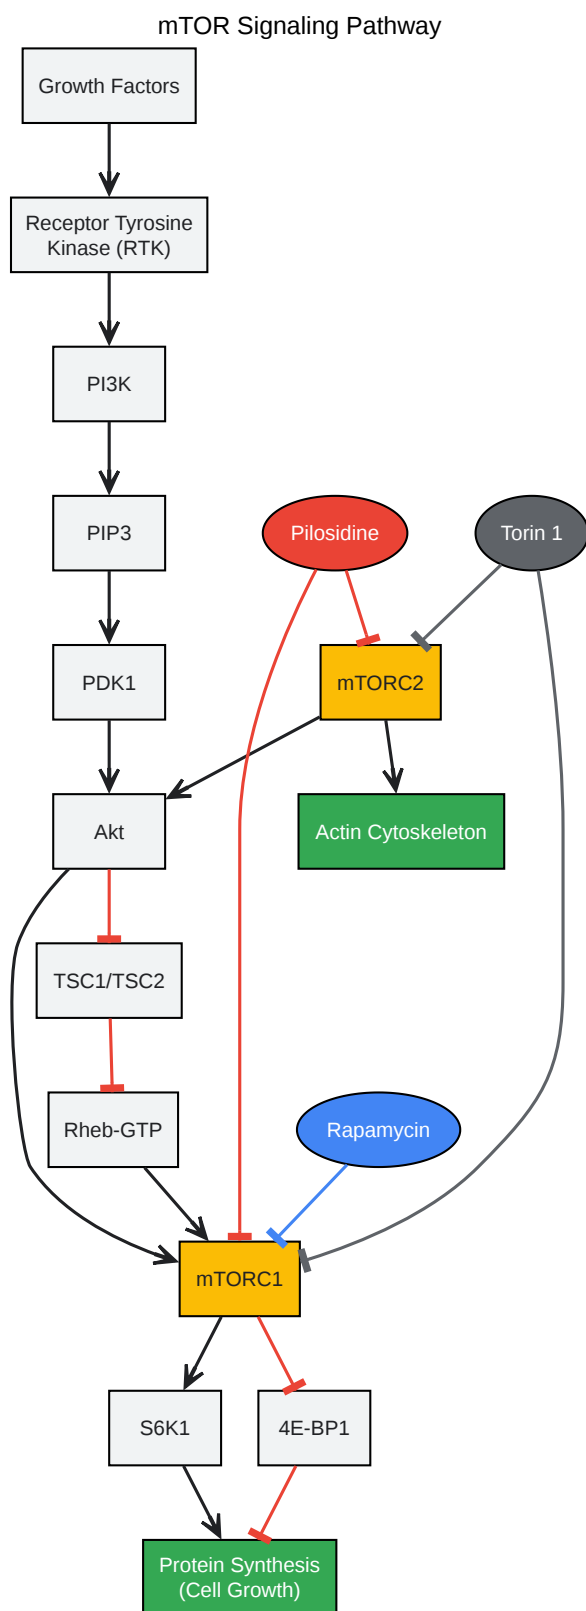 mTOR Signaling Pathway
Growth Factors
Receptor Tyrosine
Kinase (RTK)
PI3K
PIP3
Pilosidine
Torin 1
PDK1
mTORC2
Akt
Actin Cytoskeleton
TSC1/TSC2
Rheb-GTP
Rapamycin
mTORC1
S6K1
4E-BP1
Protein Synthesis
(Cell Growth)